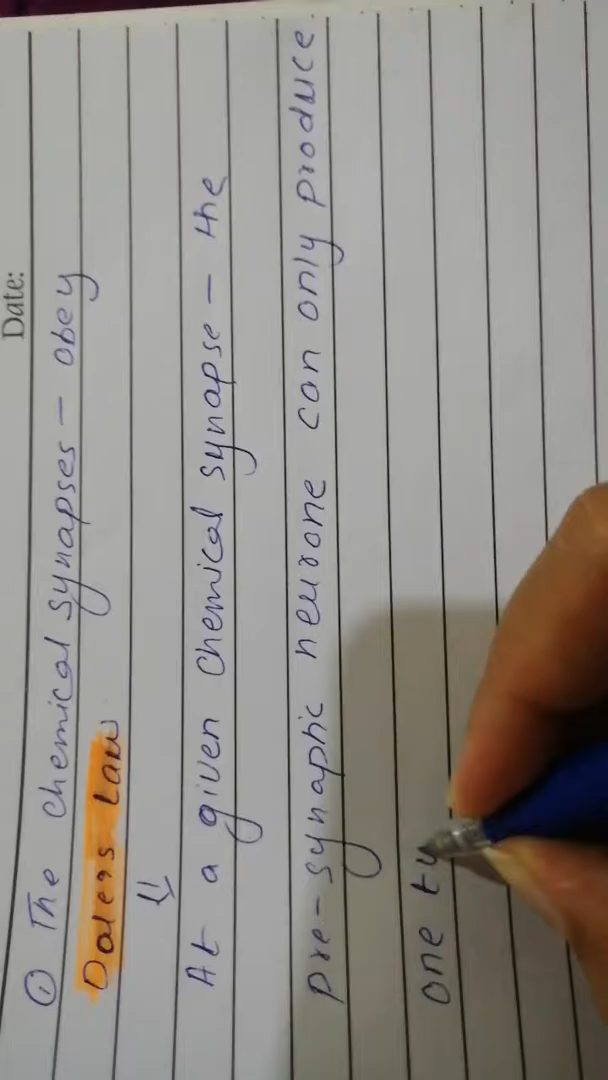 Date:
① The chemical synapses - obey
Dale, s Law
⇓
At a given chemical synapse - the
pre-synaptic neurone can only produce
one ty